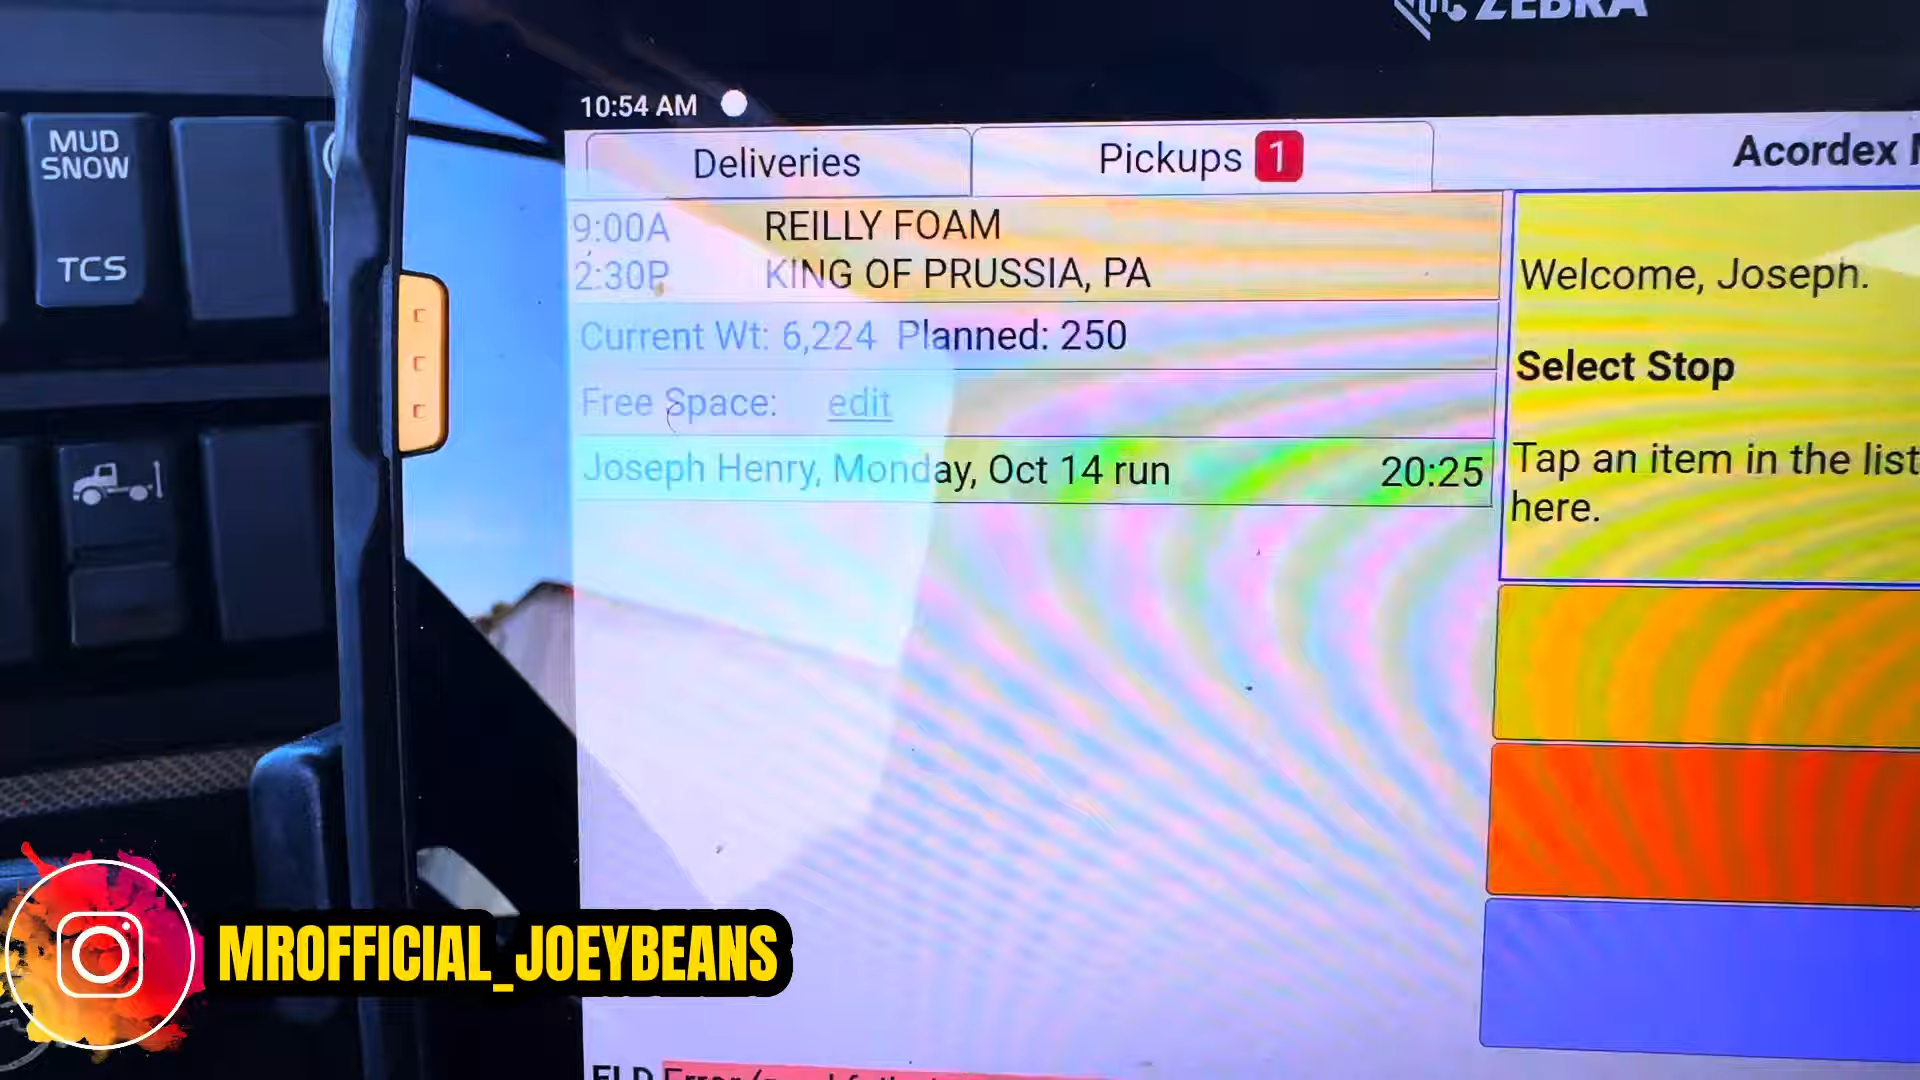 ZEBRA
MUD
SNOW
TCS
10:54 AM
Deliveries
Pickups 1
Acordex
9:00A REILLY FOAM
2:30P KING OF PRUSSIA, PA
Current Wt: 6,224 Planned: 250
Free Space: edit
Joseph Henry, Monday, Oct 14 run 20:25
Welcome, Joseph.
Select Stop
Tap an item in the list
here.
MROFFICIAL_JOEYBEANS
ELD